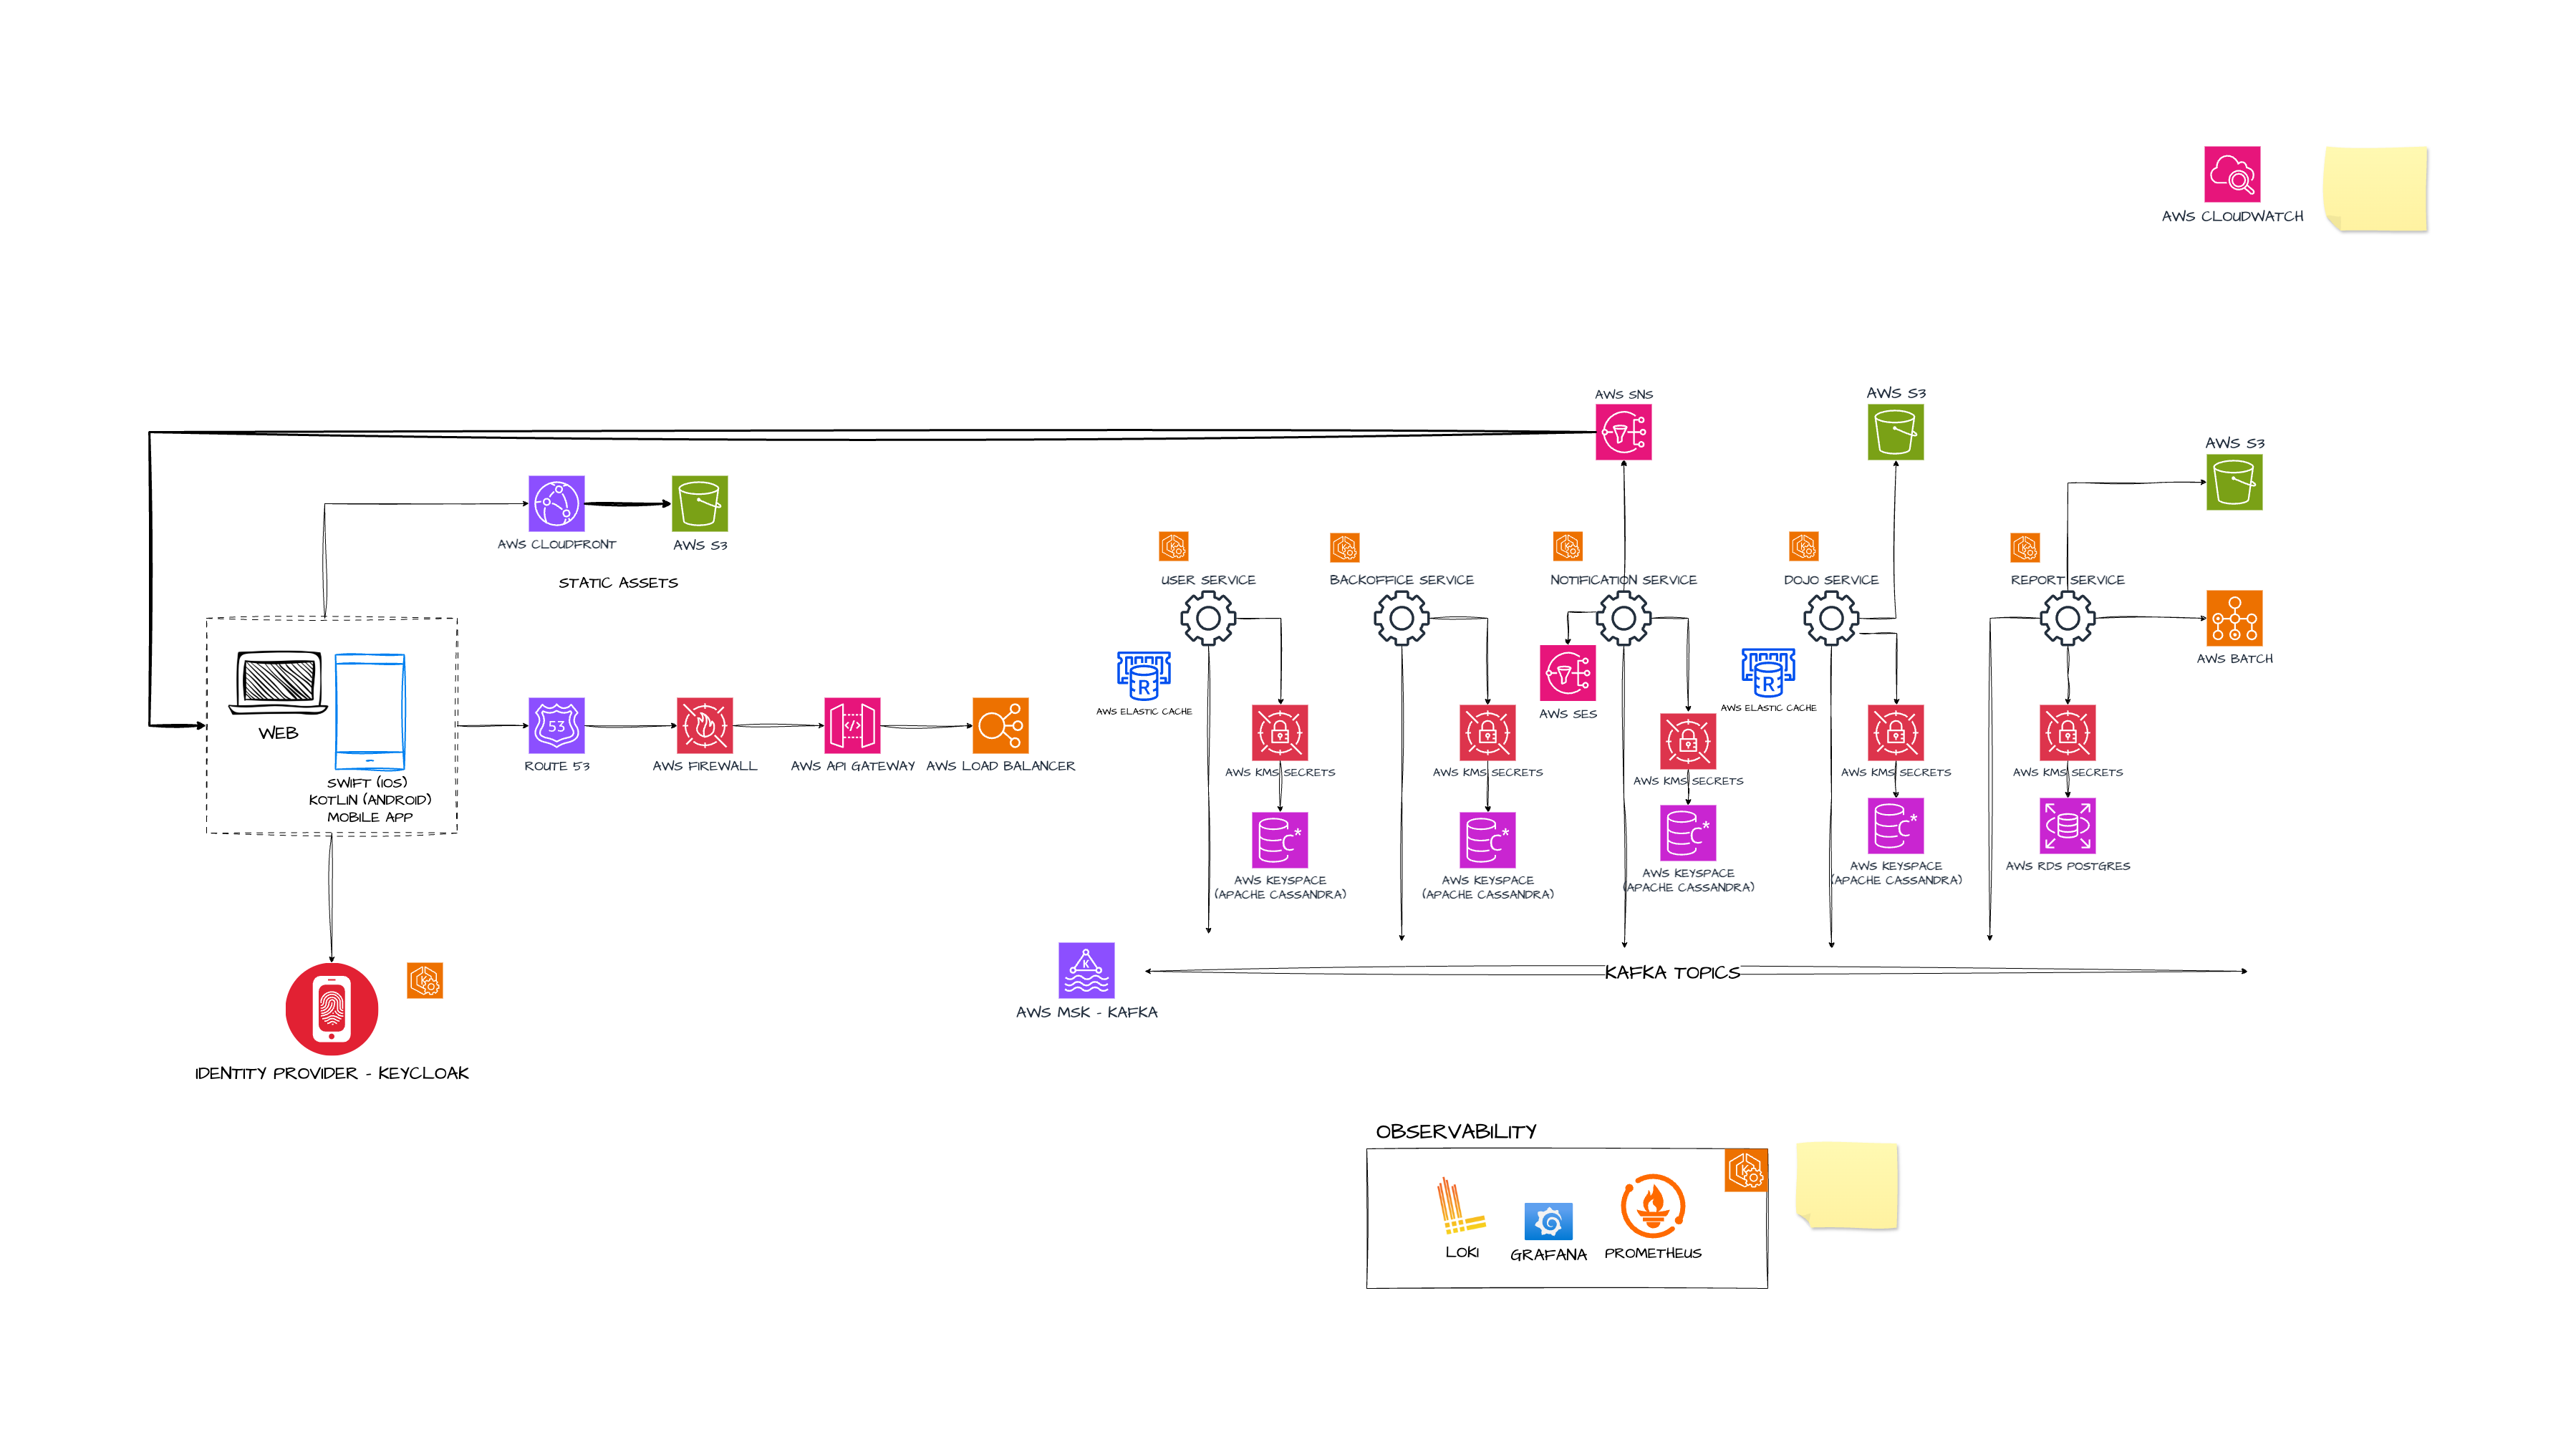 AWS CLOUDWATCH
AWS SNS
AWS S3
AWS S3
AWS CLOUDFRONT
AWS S3
STATIC ASSETS
USER SERVICE
BACKOFFICE SERVICE
NOTIFICATION SERVICE
DOJO SERVICE
REPORT SERVICE
R
AWS ELASTIC CACHE
AWS SES
R
AWS ELASTIC CACHE
AWS BATCH
WEB
SWIFT (IOS)
KOTLIN (ANDROID)
MOBILE APP
53
ROUTE 53
AWS FIREWALL
</>
AWS API GATEWAY
AWS LOAD BALANCER
AWS KMS SECRETS
AWS KMS SECRETS
AWS KMS SECRETS
AWS KMS SECRETS
AWS KMS SECRETS
C*
AWS KEYSPACE
(APACHE CASSANDRA)
C*
AWS KEYSPACE
(APACHE CASSANDRA)
C*
AWS KEYSPACE
(APACHE CASSANDRA)
C*
AWS KEYSPACE
(APACHE CASSANDRA)
AWS RDS POSTGRES
K
AWS MSK - KAFKA
KAFKA TOPICS
IDENTITY PROVIDER - KEYCLOAK
OBSERVABILITY
LOKI
GRAFANA
PROMETHEUS